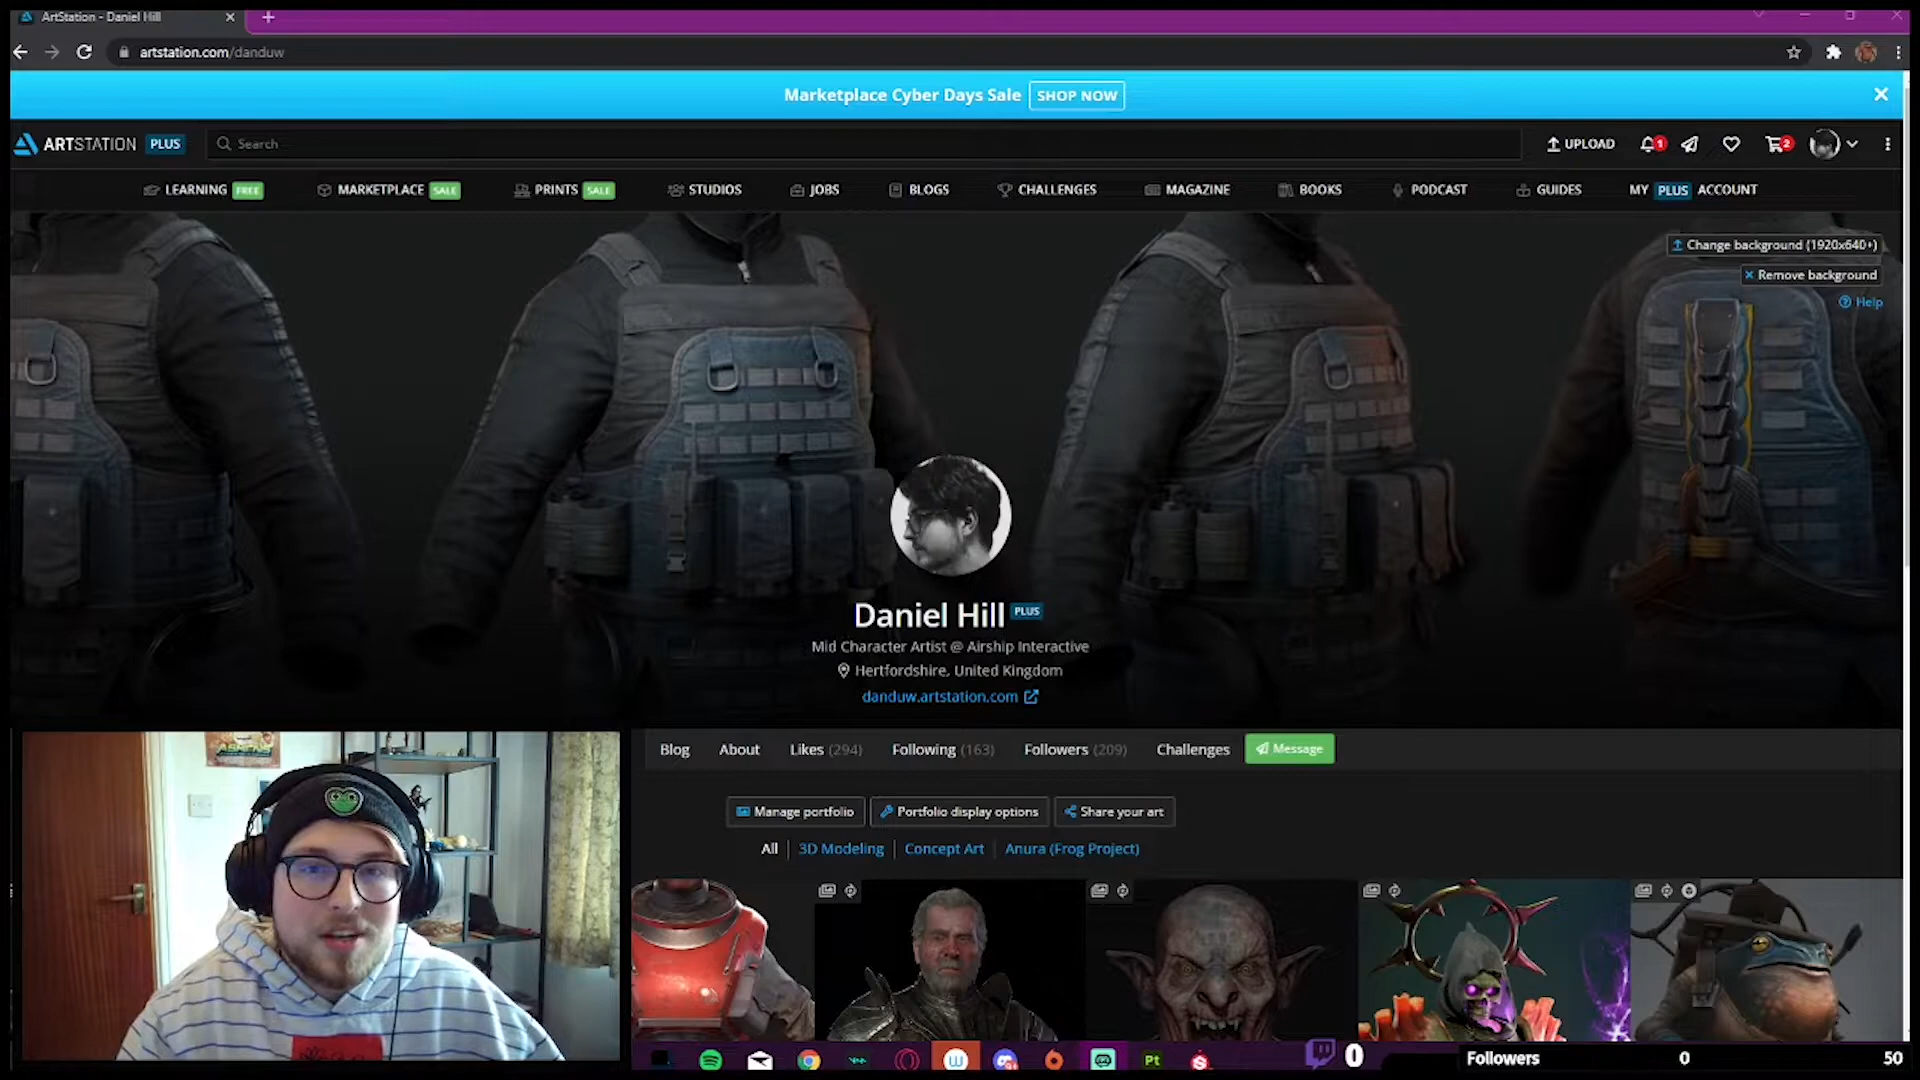 ArtStation - Daniel Hill
artstation.com/danduw
Marketplace Cyber Days Sale SHOP NOW
ARTSTATION PLUS Search UPLOAD 1 2
LEARNING FREE MARKETPLACE SALE PRINTS SALE STUDIOS JOBS BLOGS CHALLENGES MAGAZINE BOOKS PODCAST GUIDES MY PLUS ACCOUNT
Change background (1920x640+)
Remove background
Help
Daniel Hill PLUS
Mid Character Artist @ Airship Interactive
Hertfordshire, United Kingdom
danduw.artstation.com
Blog About Likes (294) Following (163) Followers (209) Challenges Message
Manage portfolio Portfolio display options Share your art
All 3D Modeling Concept Art Anura (Frog Project)
Pt 0 Followers 0 50